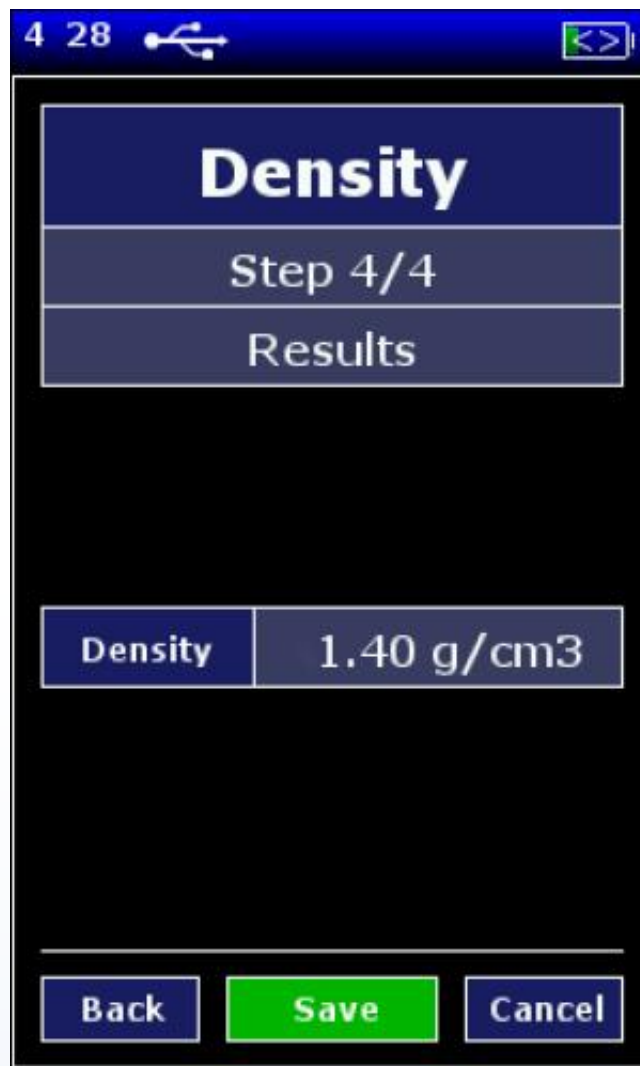 4 28 <>
Density
Step 4/4
Results
Density 1.40 g/cm3
Back Save Cancel